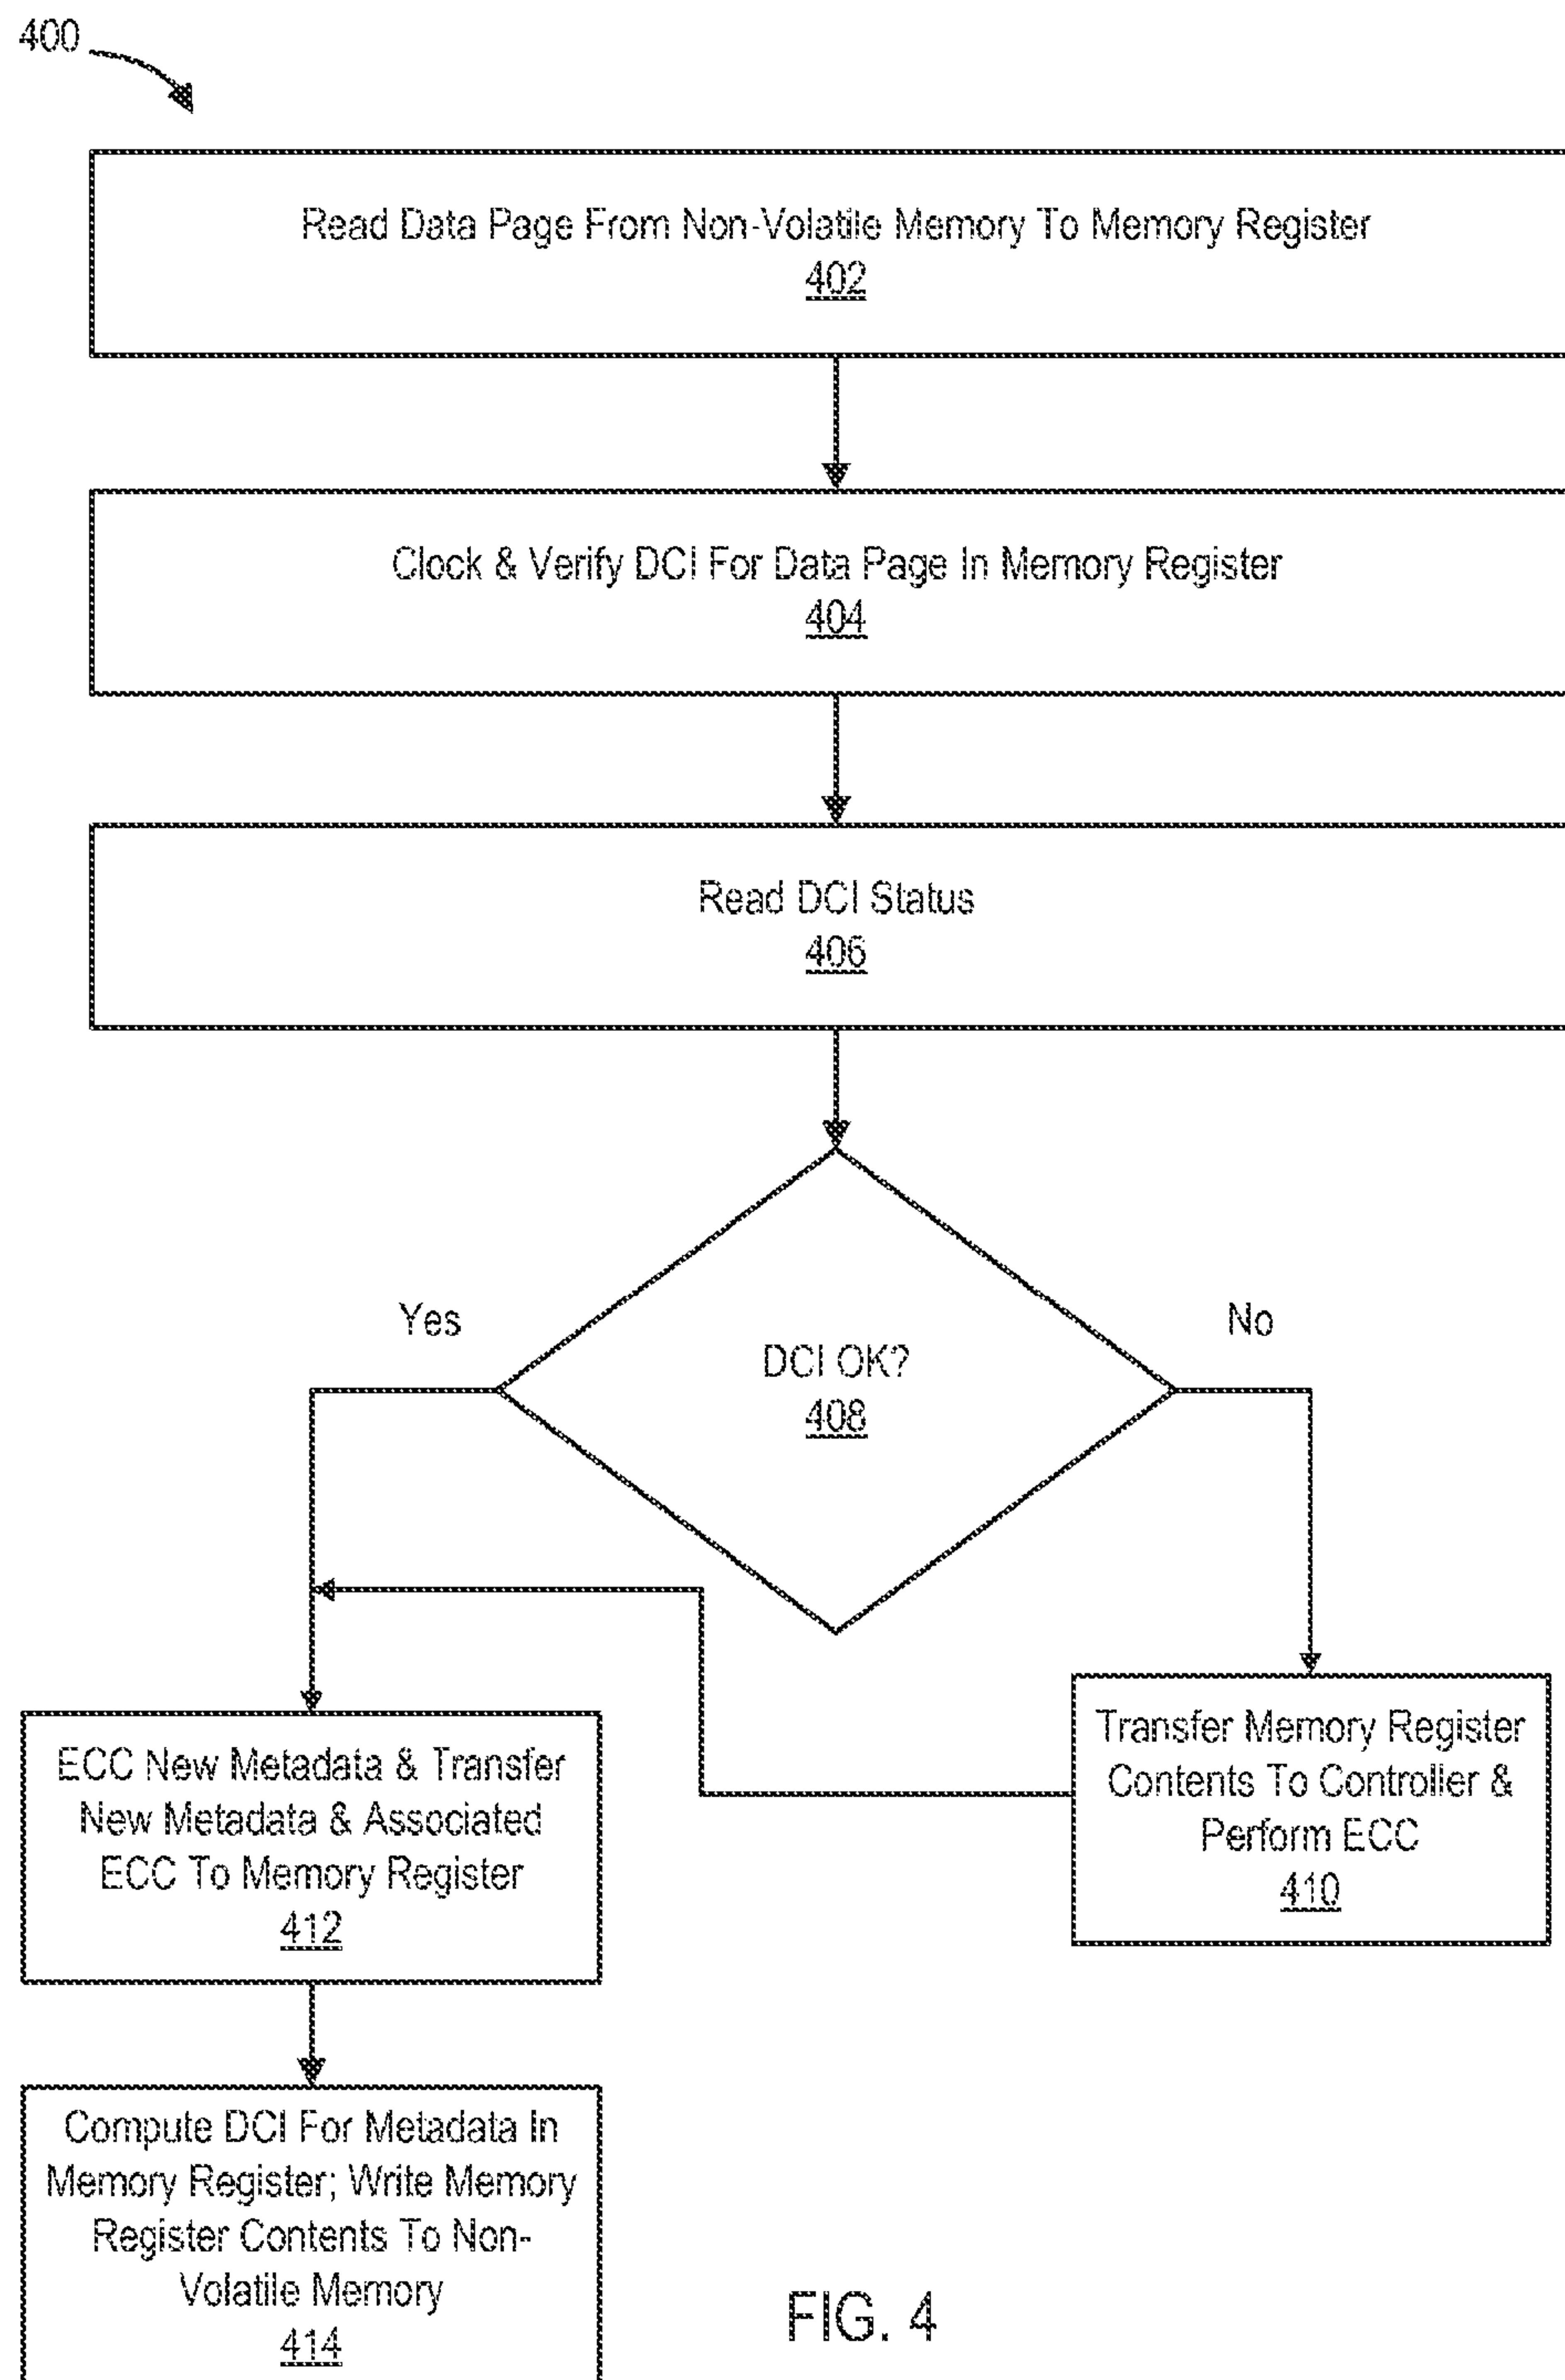 400
Read Data Page From Non-Volatile Memory To Memory Register
402
Clock & Verify DCI For Data Page In Memory Register
404
Read DCI Status
406
Yes
No
DCI OK?
408
Transfer Memory Register
Contents To Controller &
Perform ECC
410
ECC New Metadata & Transfer
New Metadata & Associated
ECC To Memory Register
412
Compute DCI For Metadata In
Memory Register; Write Memory
Register Contents To Non-
Volatile Memory
414
FIG. 4